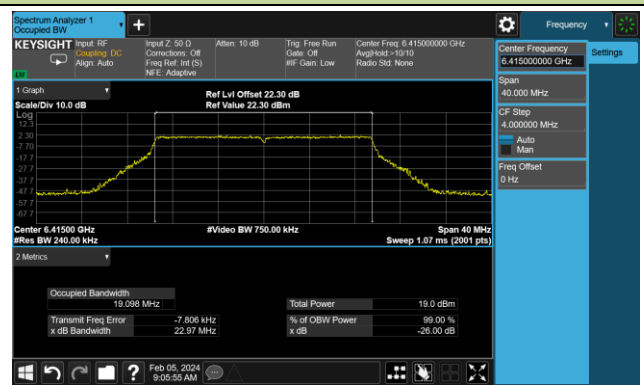 Spectrum Analyzer 1
Occupied BW
Frequency
KEYSIGHT
Input: RF
Coupling: DC
Align: Auto
Input Z: 50 Ω
Corrections: Off
Freq Ref: Int (S)
NFE: Adaptive
Atten: 10 dB
Trig: Free Run
Gate: Off
#IF Gain: Low
Center Freq: 6.415000000 GHz
Avg|Hold:>10/10
Radio Std: None
Center Frequency
6.415000000 GHz
Settings
Span
40.000 MHz
CF Step
4.000000 MHz
Auto
Man
Freq Offset
0 Hz
1 Graph
Scale/Div 10.0 dB
Ref Lvl Offset 22.30 dB
Ref Value 22.30 dBm
Log
12.3
2.30
-7.70
-17.7
-27.7
-37.7
-47.7
-57.7
-67.7
Center 6.41500 GHz
#Res BW 240.00 kHz
#Video BW 750.00 kHz
Span 40 MHz
Sweep 1.07 ms (2001 pts)
2 Metrics
Occupied Bandwidth
19.098 MHz
Total Power 19.0 dBm
Transmit Freq Error -7.806 kHz
% of OBW Power 99.00 %
x dB Bandwidth 22.97 MHz
x dB -26.00 dB
Feb 05, 2024
9:05:55 AM